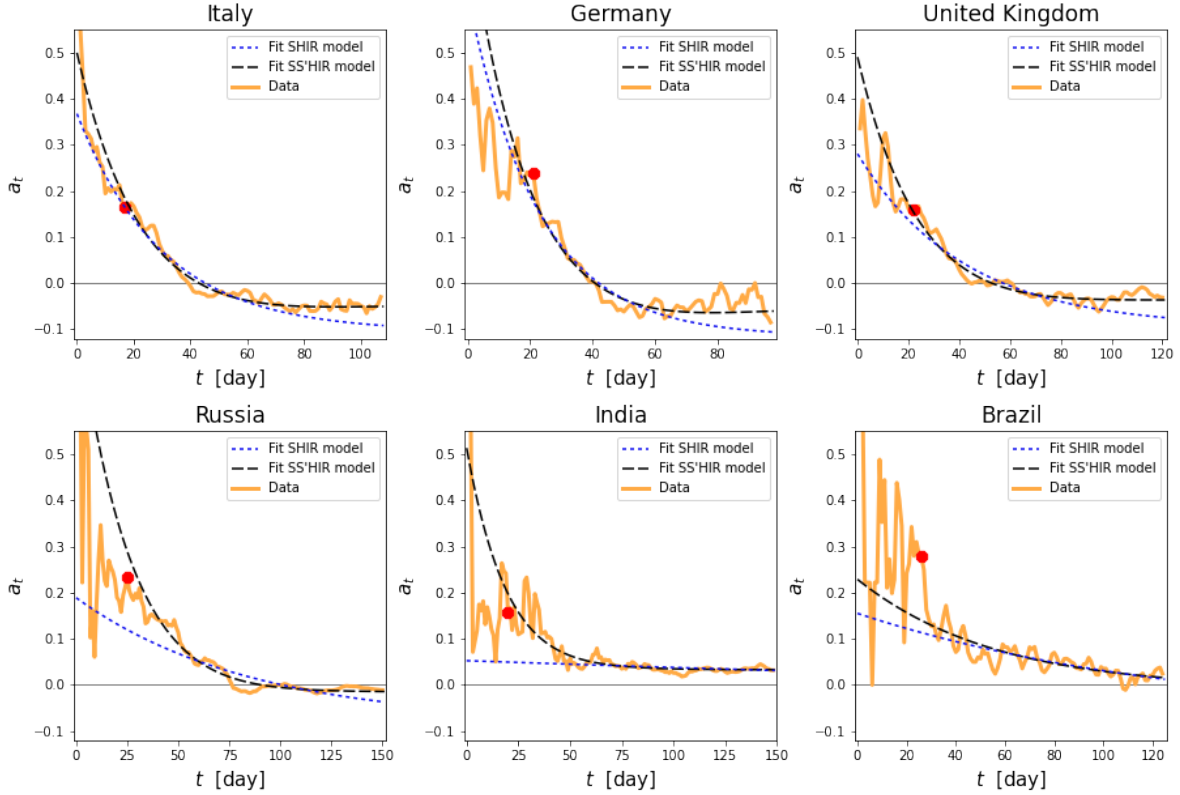 Italy
0.5
0.4
0.3
0.2
0.1
0.0
−0.1
a_t
0 20 40 60 80 100
t [day]
Fit SHIR model
Fit SS'HIR model
Data
Germany
0.5
0.4
0.3
0.2
0.1
0.0
−0.1
a_t
0 20 40 60 80
t [day]
Fit SHIR model
Fit SS'HIR model
Data
United Kingdom
0.5
0.4
0.3
0.2
0.1
0.0
−0.1
a_t
0 20 40 60 80 100 120
t [day]
Fit SHIR model
Fit SS'HIR model
Data
Russia
0.5
0.4
0.3
0.2
0.1
0.0
−0.1
a_t
0 25 50 75 100 125 150
t [day]
Fit SHIR model
Fit SS'HIR model
Data
India
0.5
0.4
0.3
0.2
0.1
0.0
−0.1
a_t
0 25 50 75 100 125 150
t [day]
Fit SHIR model
Fit SS'HIR model
Data
Brazil
0.5
0.4
0.3
0.2
0.1
0.0
−0.1
a_t
0 20 40 60 80 100 120
t [day]
Fit SHIR model
Fit SS'HIR model
Data